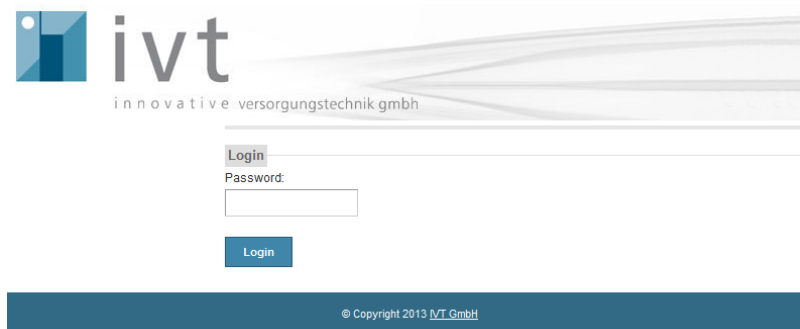 ivt
innovative versorgungstechnik gmbh
Login
Password:
Login
© Copyright 2013 IVT GmbH